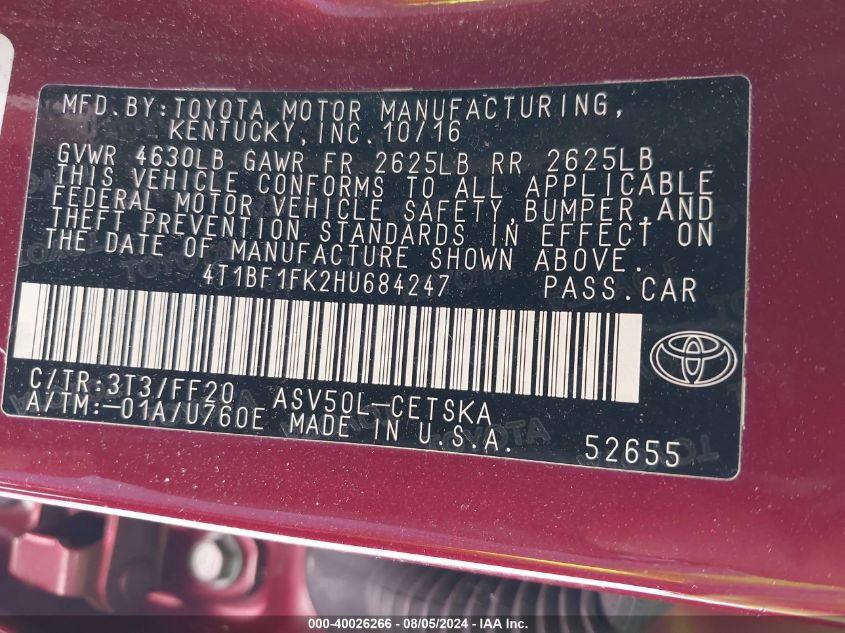 MFD.BY:TOYOTA MOTOR MANUFACTURING,
KENTUCKY,INC.10/16
GVWR 4630LB GAWR FR 2625LB RR 2625LB
THIS VEHICLE CONFORMS TO ALL APPLICABLE
FEDERAL MOTOR VEHICLE SAFETY,BUMPER,AND
THEFT PREVENTION STANDARDS IN EFFECT ON
THE DATE OF MANUFACTURE SHOWN ABOVE.
4T1BF1FK2HU684247 PASS.CAR
C/TR:3T3/FF20 ASV50L-CETSKA
A/TM:-01A/U760E MADE IN U.S.A. 52655
000-40026266 - 08/05/2024 - IAA Inc.